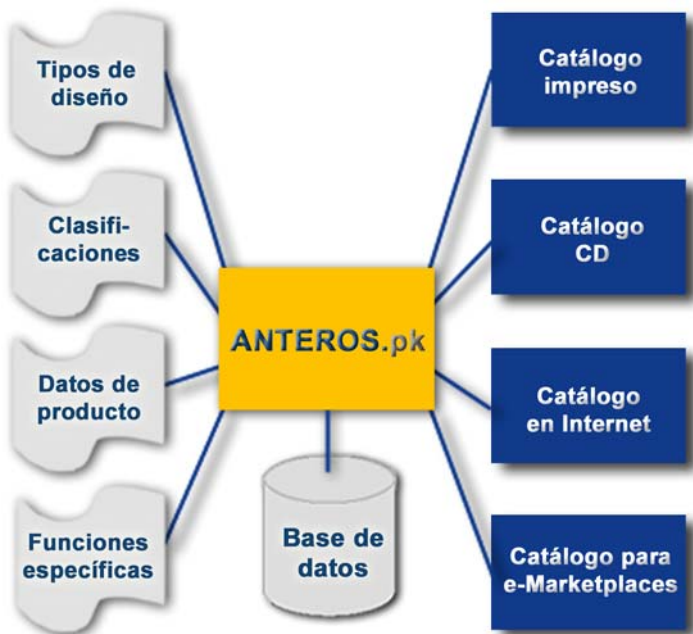 Tipos de
diseño
Clasifi-
caciones
Datos de
producto
Funciones
específicas
ANTEROS.pk
Base de
datos
Catálogo
impreso
Catálogo
CD
Catálogo
en Internet
Catálogo para
e-Marketplaces